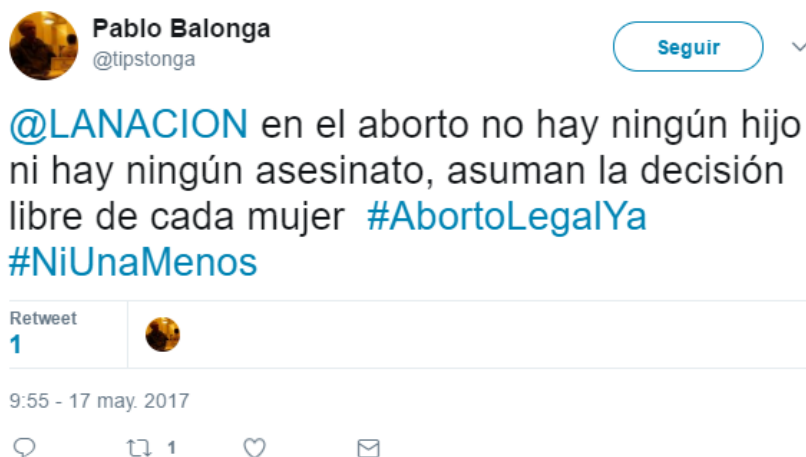 Pablo Balonga
@tipstonga
Seguir
@LANACION en el aborto no hay ningún hijo
ni hay ningún asesinato, asuman la decisión
libre de cada mujer #AbortoLegalYa
#NiUnaMenos
Retweet
1
9:55 - 17 may. 2017
1